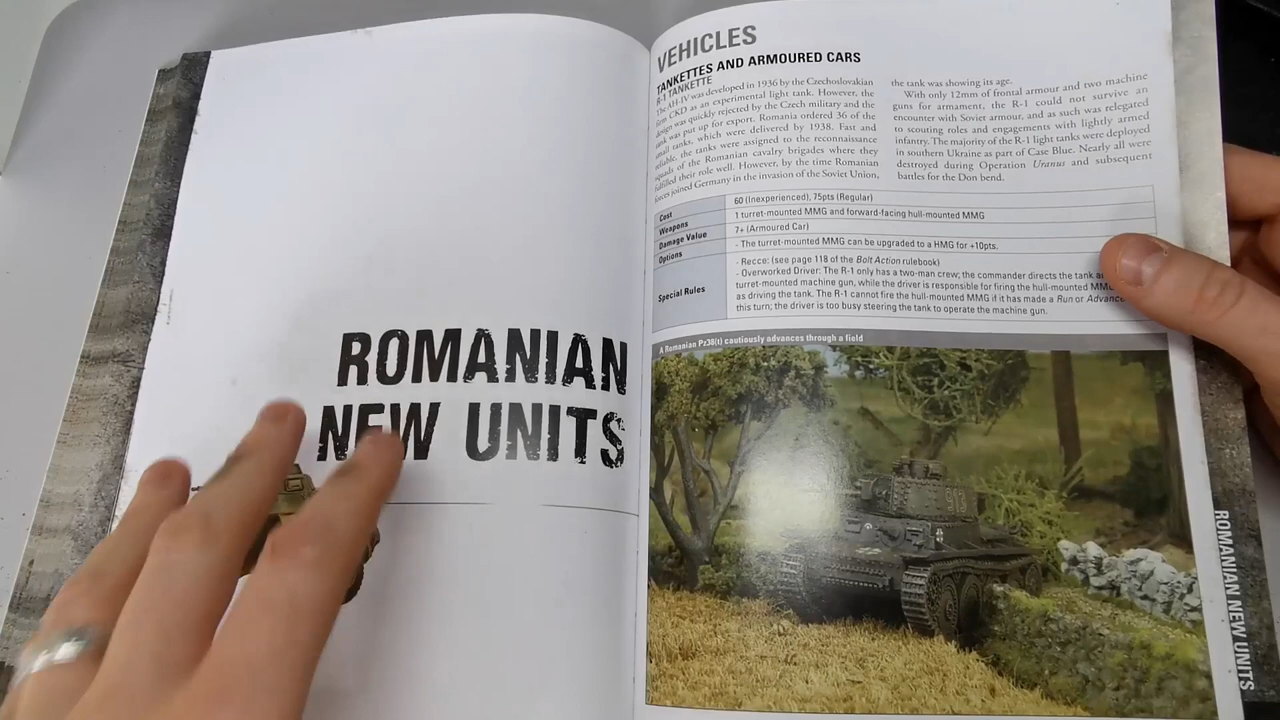 ROMANIAN
NEW UNITS
VEHICLES
TANKETTES AND ARMOURED CARS
R-1 TANKETTE
The AH-IV was developed in 1936 by the Czechoslovakian
firm CKD as an experimental light tank. However, the
design was quickly rejected by the Czech military and the
tank was put up for export. Romania ordered 36 of the
small tanks, which were delivered by 1938. Fast and
reliable, the tanks were assigned to the reconnaissance
squads of the Romanian cavalry brigades where they
fulfilled their role well. However, by the time Romanian
forces joined Germany in the invasion of the Soviet Union,
the tank was showing its age.
With only 12mm of frontal armour and two machine
guns for armament, the R-1 could not survive an
encounter with Soviet armour, and as such was relegated
to scouting roles and engagements with lightly armed
infantry. The majority of the R-1 light tanks were deployed
in southern Ukraine as part of Case Blue. Nearly all were
destroyed during Operation Uranus and subsequent
battles for the Don bend.
Cost 60 (Inexperienced), 75pts (Regular)
Weapons 1 turret-mounted MMG and forward-facing hull-mounted MMG
Damage Value 7+ (Armoured Car)
Options - The turret-mounted MMG can be upgraded to a HMG for +10pts.
Special Rules - Recce: (see page 118 of the Bolt Action rulebook)
- Overworked Driver: The R-1 only has a two-man crew; the commander directs the tank
turret-mounted machine gun, while the driver is responsible for firing the hull-mounted MMG
as driving the tank. The R-1 cannot fire the hull-mounted MMG if it has made a Run or Advance
this turn; the driver is too busy steering the tank to operate the machine gun.
A Romanian Pz38(t) cautiously advances through a field
ROMANIAN NEW UNITS